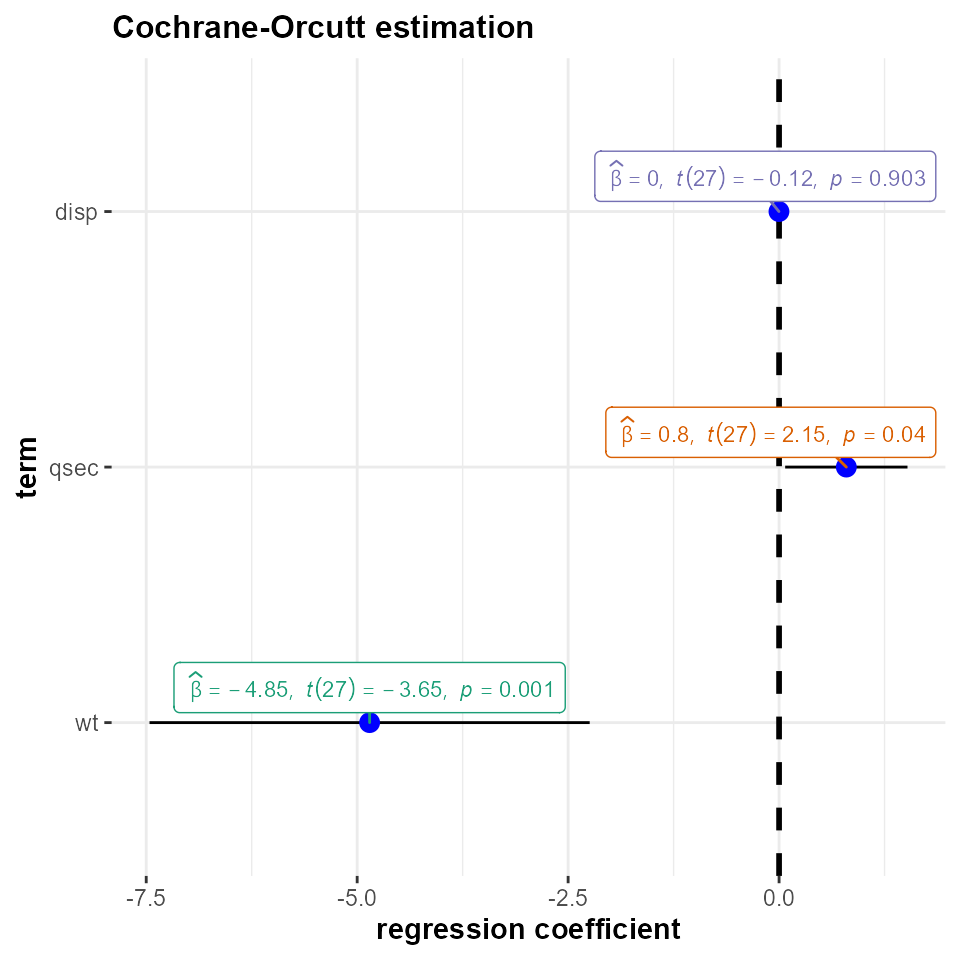 Cochrane-Orcutt estimation
β̂ = 0, t(27) = −0.12, p = 0.903
disp
β̂ = 0.8, t(27) = 2.15, p = 0.04
qsec
term
β̂ = −4.85, t(27) = −3.65, p = 0.001
wt
-7.5 -5.0 -2.5 0.0
regression coefficient